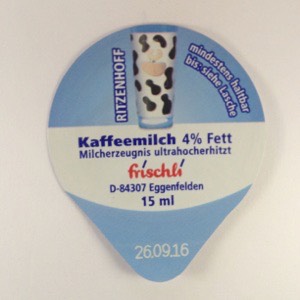 RITZENHOFF
mindestens haltbar
bis: siehe Lasche
Kaffeemilch 4% Fett
Milcherzeugnis ultrahocherhitzt
frischli
D-84307 Eggenfelden
15 ml
26.09.16